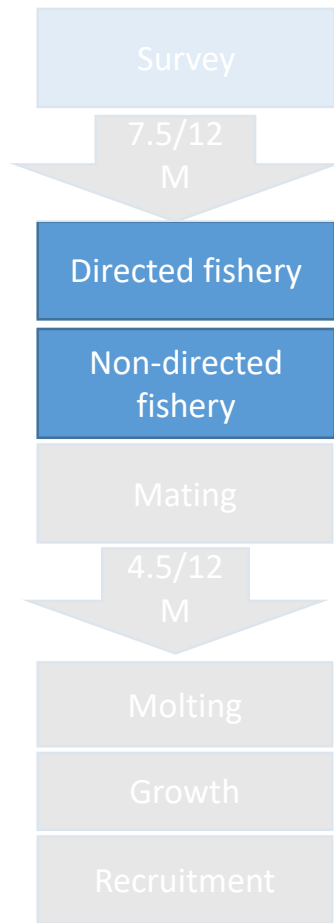 Survey
7.5/12
M
Directed fishery
Non-directed
fishery
Mating
4.5/12
M
Molting
Growth
Recruitment